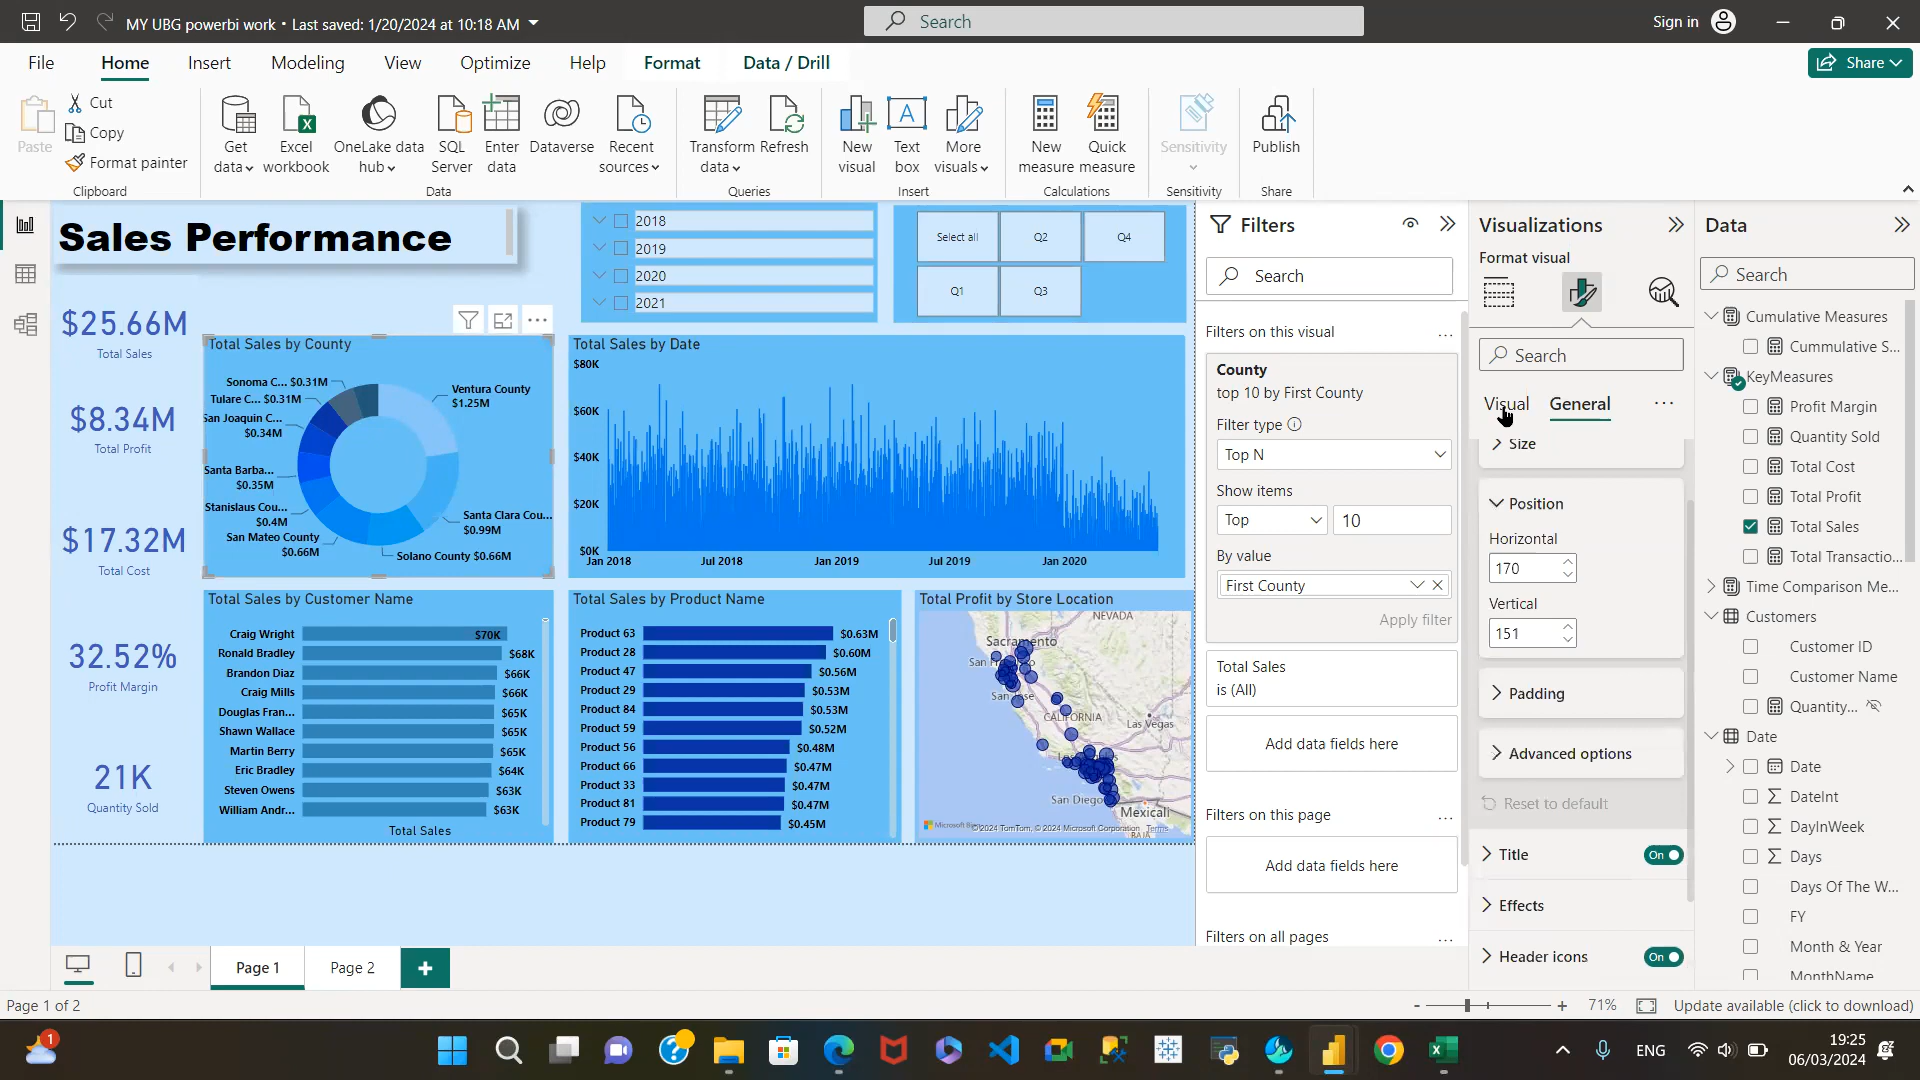 MY UBG powerbi work • Last saved: 1/20/2024 at 10:18 AM
Search
Sign in
File
Home
Insert
Modeling
View
Optimize
Help
Format
Data / Drill
Share
Paste
Cut
Copy
Format painter
Clipboard
Get data
Excel workbook
OneLake data hub
SQL Server
Enter data
Dataverse
Recent sources
Data
Transform data
Refresh
Queries
New visual
Text box
More visuals
Insert
New measure
Quick measure
Calculations
Sensitivity
Sensitivity
Publish
Share
Sales Performance
2018
2019
2020
2021
Select all
Q2
Q4
Q1
Q3
$25.66M
Total Sales
$8.34M
Total Profit
$17.32M
Total Cost
32.52%
Profit Margin
21K
Quantity Sold
Total Sales by County
Sonoma C... $0.31M
Tulare C... $0.31M
San Joaquin C...
$0.34M
Santa Barba...
$0.35M
Stanislaus Cou...
$0.4M
San Mateo County
$0.66M
Solano County $0.66M
Santa Clara Cou...
$0.99M
Ventura County
$1.25M
Total Sales by Date
$80K
$60K
$40K
$20K
$0K
Jan 2018
Jul 2018
Jan 2019
Jul 2019
Jan 2020
Total Sales by Customer Name
Craig Wright $70K
Ronald Bradley $68K
Brandon Diaz $66K
Craig Mills $66K
Douglas Fran... $65K
Shawn Wallace $65K
Martin Berry $65K
Eric Bradley $64K
Steven Owens $63K
William Andr... $63K
Total Sales
Total Sales by Product Name
Product 63 $0.63M
Product 28 $0.60M
Product 47 $0.56M
Product 29 $0.53M
Product 84 $0.53M
Product 59 $0.52M
Product 56 $0.48M
Product 66 $0.47M
Product 33 $0.47M
Product 81 $0.47M
Product 79 $0.45M
Total Profit by Store Location
NEVADA
Sacramento
San Jose
CALIFORNIA
Las Vegas
San Diego
Mexicali
BAJA
©2024 TomTom, © 2024 Microsoft Corporation Terms
Filters
Search
Filters on this visual
...
County
top 10 by First County
Filter type
Top N
Show items
Top
10
By value
First County
Apply filter
Total Sales
is (All)
Add data fields here
Filters on this page
...
Add data fields here
Filters on all pages
...
Visualizations
Format visual
Search
Visual
General
...
Size
Position
Horizontal
170
Vertical
151
Padding
Advanced options
Reset to default
Title
On
Effects
Header icons
On
Data
Search
Cumulative Measures
Cummulative S...
KeyMeasures
Profit Margin
Quantity Sold
Total Cost
Total Profit
Total Sales
Total Transactio...
Time Comparison Me...
Customers
Customer ID
Customer Name
Quantity...
Date
Date
DateInt
DayInWeek
Days
Days Of The W...
FY
Month & Year
MonthName
Page 1
Page 2
+
Page 1 of 2
- + 71%
Update available (click to download)
1
ENG
19:25
06/03/2024